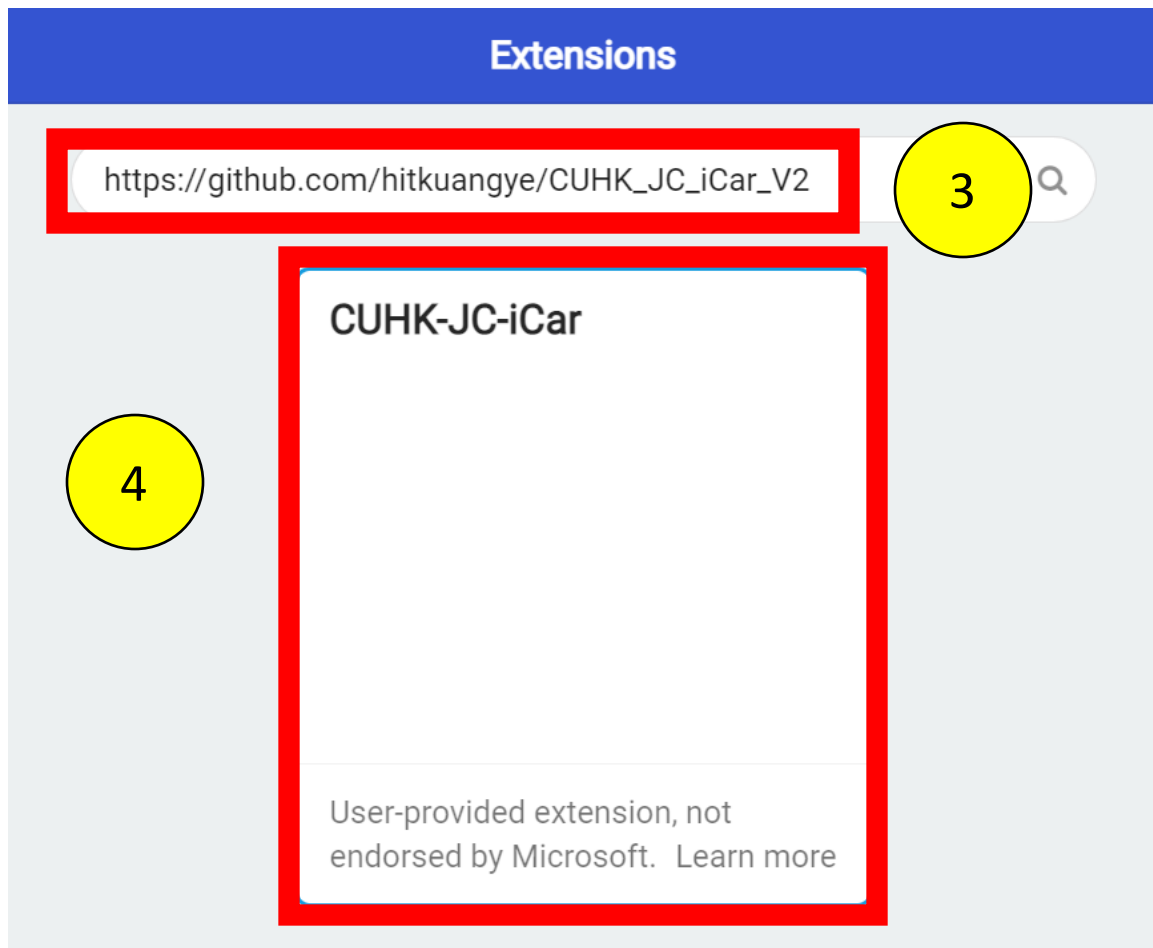 Extensions
https://github.com/hitkuangye/CUHK_JC_iCar_V2
3
CUHK-JC-iCar
4
User-provided extension, not
endorsed by Microsoft. Learn more